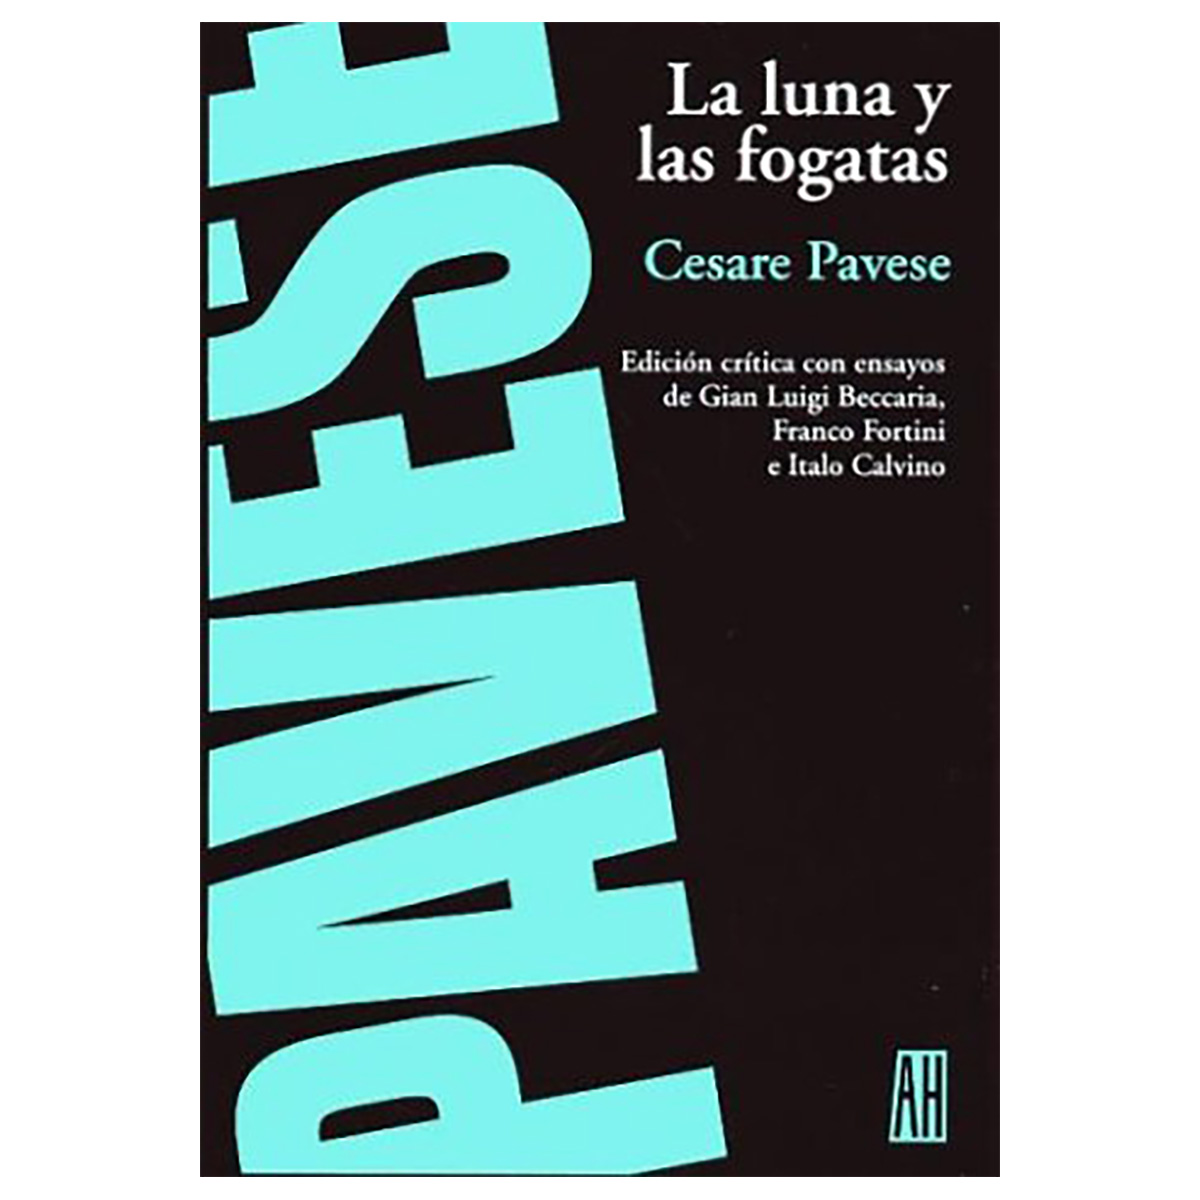 La luna y
las fogatas
Cesare Pavese
Edición crítica con ensayos
de Gian Luigi Beccaria,
Franco Fortini
e Italo Calvino
PAVESE
AH